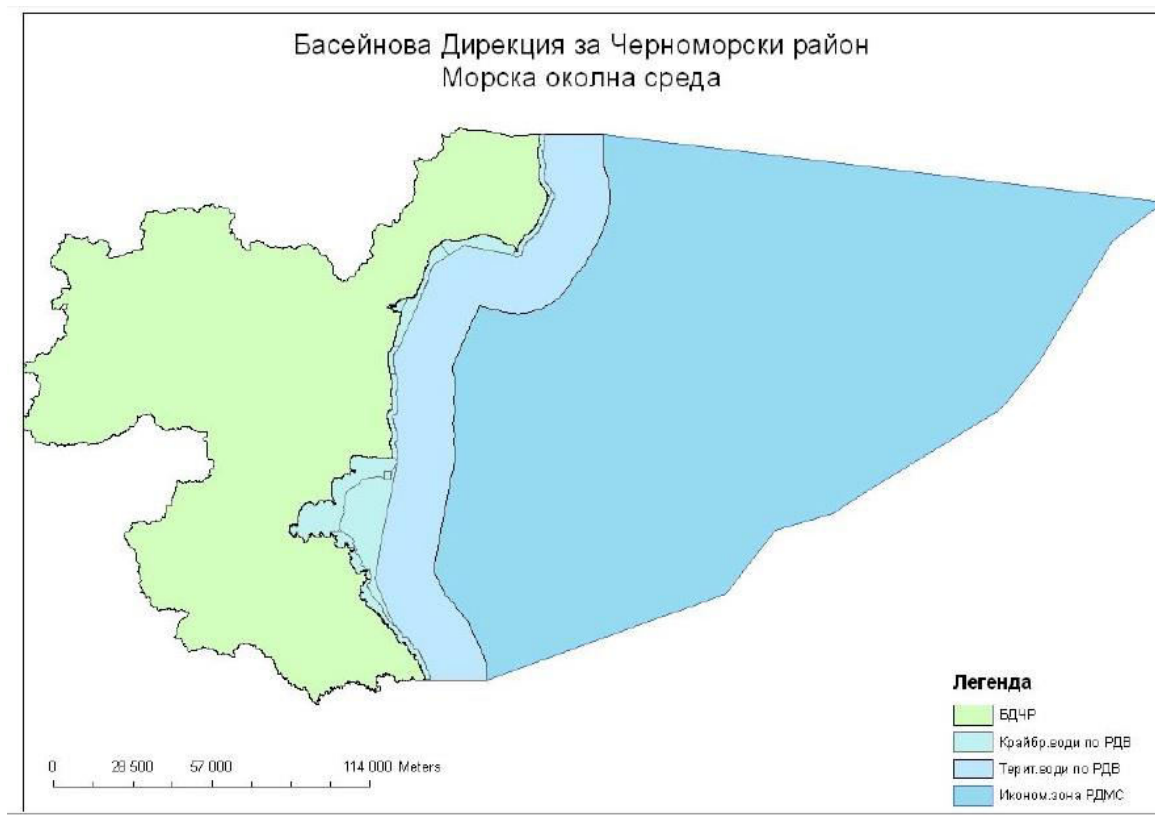 Басейнова Дирекция за Черноморски район
Морска околна среда
Легенда
БДЧР
Крайбр.води по РДВ
Терит.води по РДВ
Иконом.зона РДМС
0 28 500 57 000 114 000 Meters